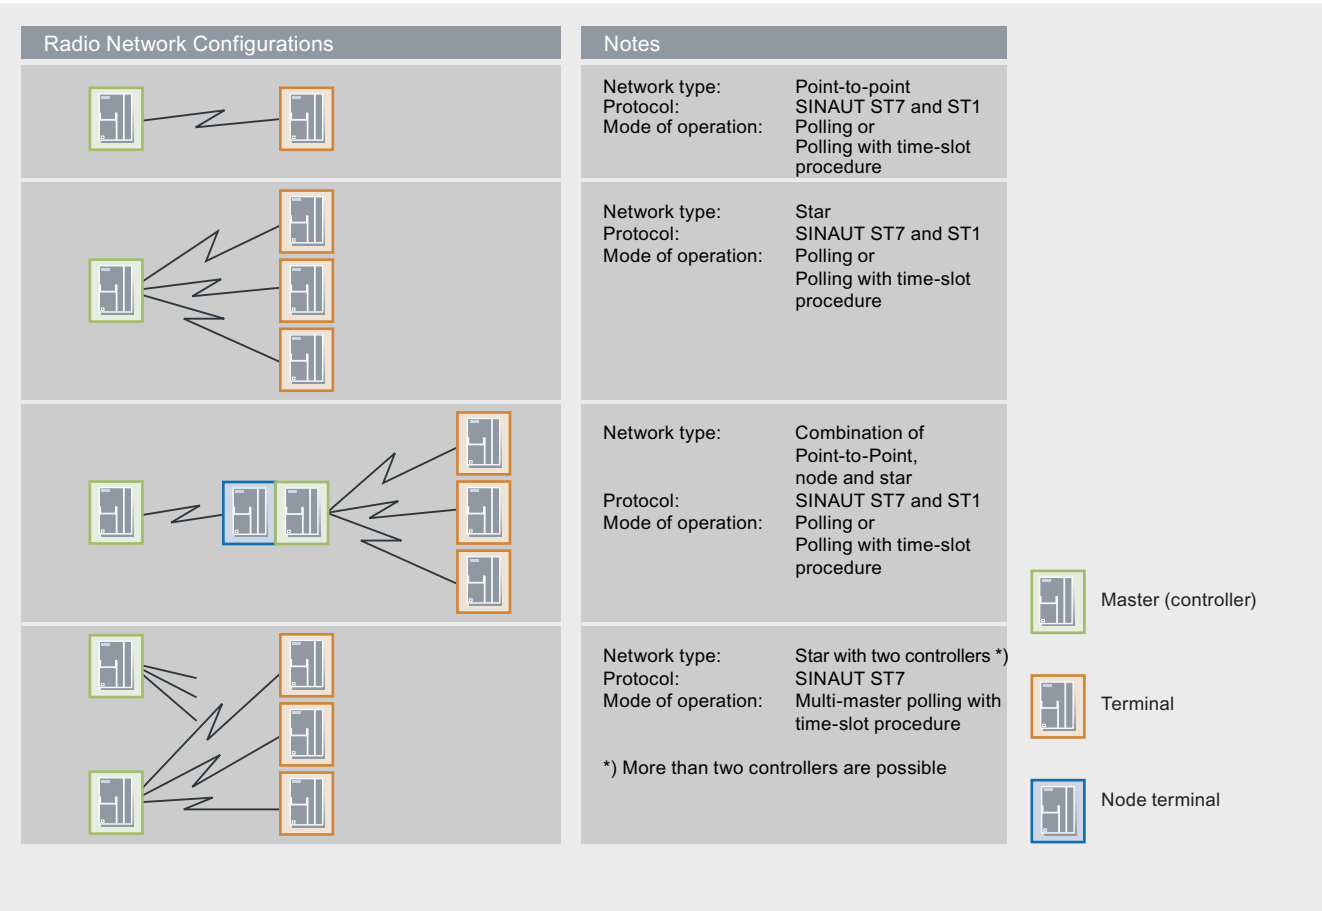 Radio Network Configurations
Notes
Network type: Point-to-point
Protocol: SINAUT ST7 and ST1
Mode of operation: Polling or
Polling with time-slot
procedure
Network type: Star
Protocol: SINAUT ST7 and ST1
Mode of operation: Polling or
Polling with time-slot
procedure
Network type: Combination of
Point-to-Point,
node and star
Protocol: SINAUT ST7 and ST1
Mode of operation: Polling or
Polling with time-slot
procedure
Network type: Star with two controllers *)
Protocol: SINAUT ST7
Mode of operation: Multi-master polling with
time-slot procedure
*) More than two controllers are possible
Master (controller)
Terminal
Node terminal